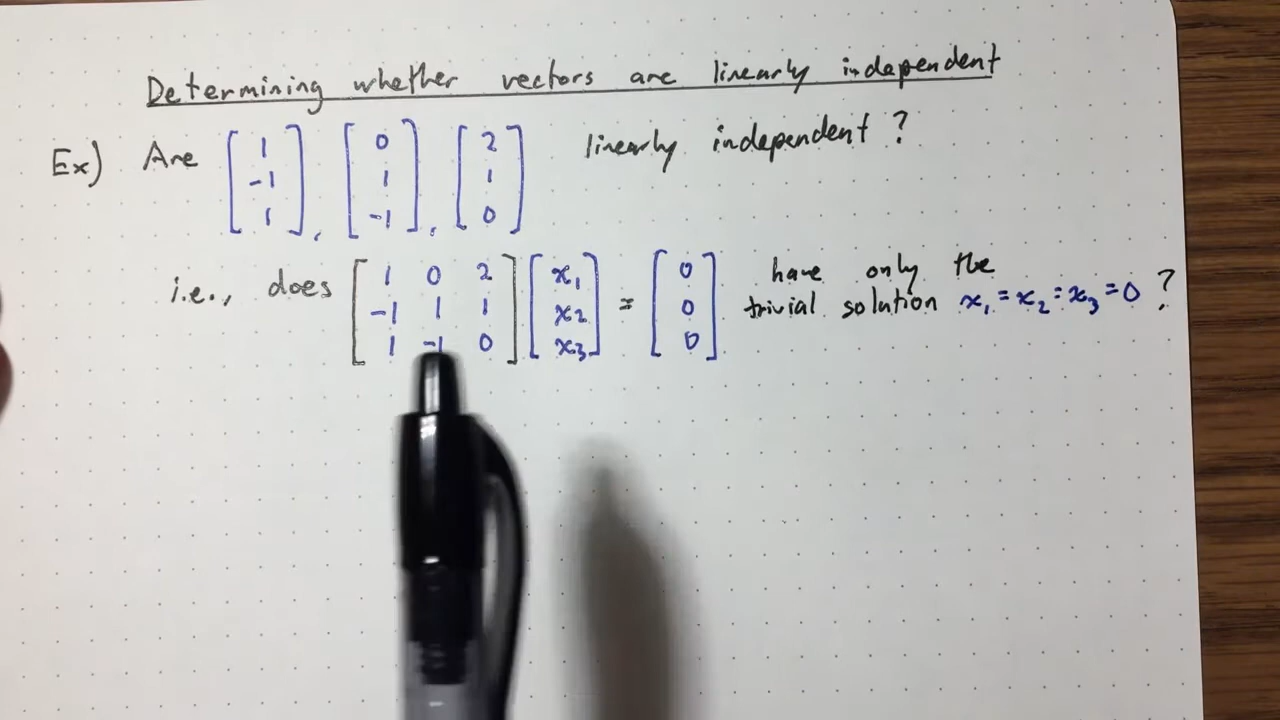 Determining whether vectors are linearly independent
Ex) Are [1 -1 1], [0 1 -1], [2 1 0] linearly independent?
i.e., does [1 0 2 -1 1 1 1 -1 0] [x₁ x₂ x₃] = [0 0 0] have only the
trivial solution x₁ = x₂ = x₃ = 0 ?